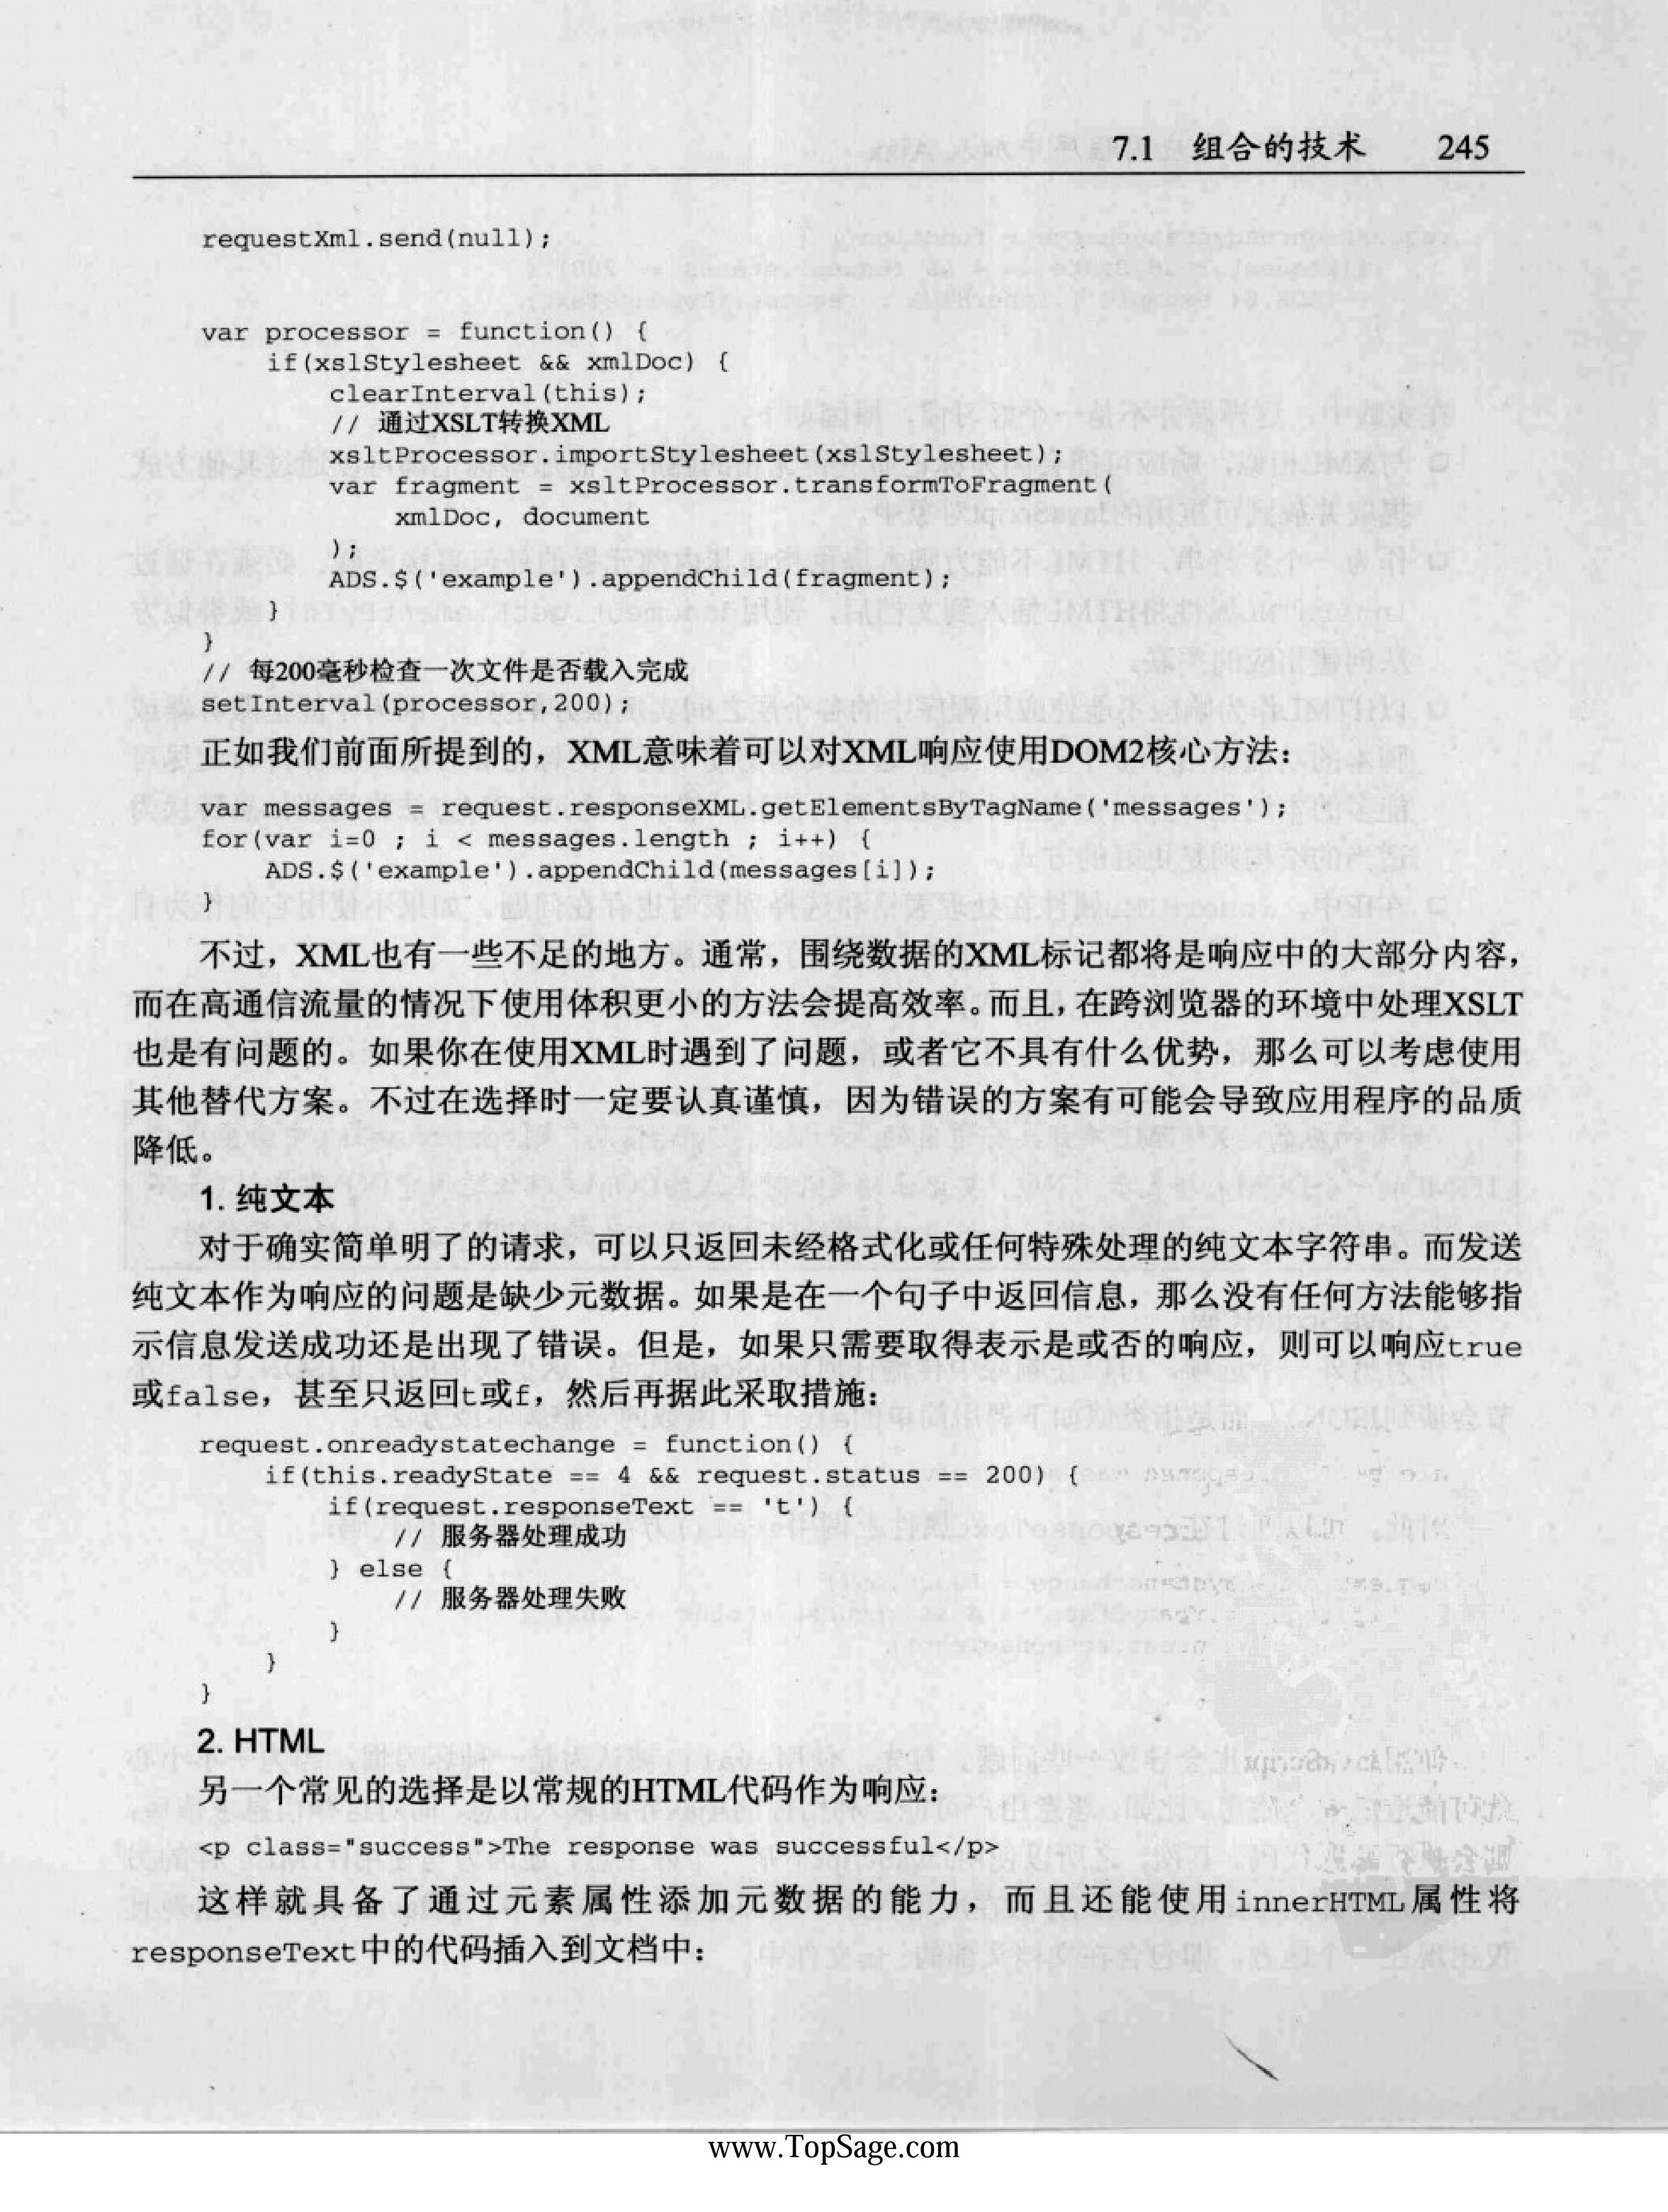 7.1 组合的技术 245
requestXml.send(null);
var processor = function() {
    if(xslStylesheet && xmlDoc) {
        clearInterval(this);
        // 通过XSLT转换XML
        xsltProcessor.importStylesheet(xslStylesheet);
        var fragment = xsltProcessor.transformToFragment(
            xmlDoc, document
        );
        ADS.$('example').appendChild(fragment);
    }
}
// 每200毫秒检查一次文件是否载入完成
setInterval(processor,200);
正如我们前面所提到的，XML意味着可以对XML响应使用DOM2核心方法：
var messages = request.responseXML.getElementsByTagName('messages');
for(var i=0 ; i < messages.length ; i++) {
    ADS.$('example').appendChild(messages[i]);
}
不过，XML也有一些不足的地方。通常，围绕数据的XML标记都将是响应中的大部分内容，
而在高通信流量的情况下使用体积更小的方法会提高效率。而且，在跨浏览器的环境中处理XSLT
也是有问题的。如果你在使用XML时遇到了问题，或者它不具有什么优势，那么可以考虑使用
其他替代方案。不过在选择时一定要认真谨慎，因为错误的方案有可能会导致应用程序的品质
降低。
1. 纯文本
对于确实简单明了的请求，可以只返回未经格式化或任何特殊处理的纯文本字符串。而发送
纯文本作为响应的问题是缺少元数据。如果是在一个句子中返回信息，那么没有任何方法能够指
示信息发送成功还是出现了错误。但是，如果只需要取得表示是或否的响应，则可以响应true
或false，甚至只返回t或f，然后再据此采取措施：
request.onreadystatechange = function() {
    if(this.readyState == 4 && request.status == 200) {
        if(request.responseText == 't') {
            // 服务器处理成功
        } else {
            // 服务器处理失败
        }
    }
}
2. HTML
另一个常见的选择是以常规的HTML代码作为响应：
<p class="success">The response was successful</p>
这样就具备了通过元素属性添加元数据的能力，而且还能使用innerHTML属性将
responseText中的代码插入到文档中：
www.TopSage.com